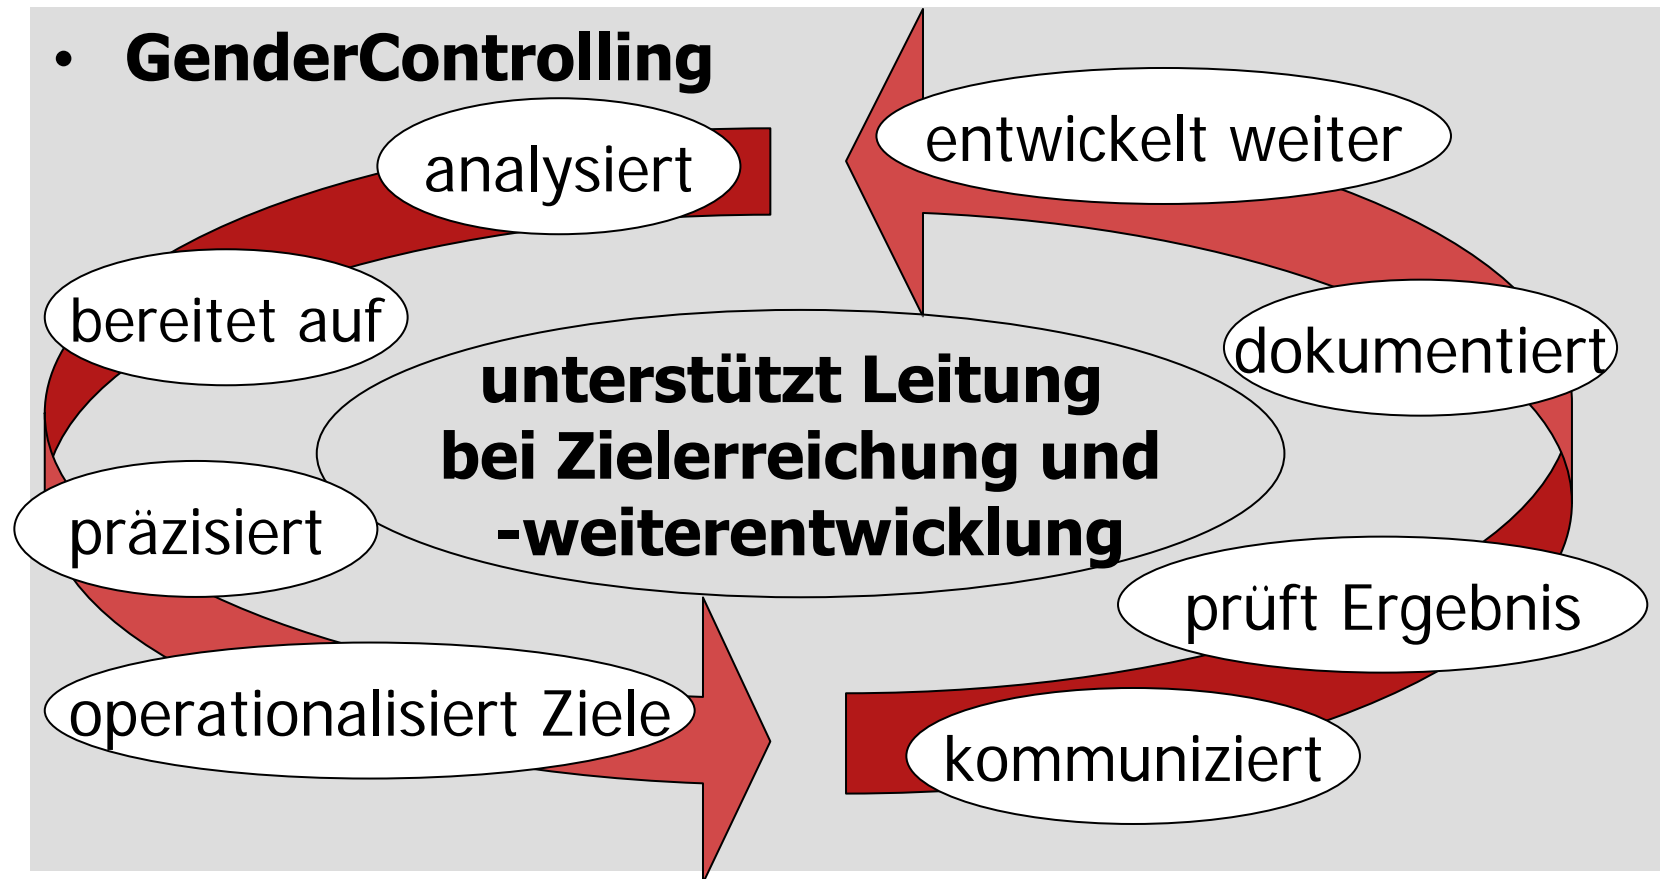 • GenderControlling
analysiert
bereitet auf
präzisiert
operationalisiert Ziele
kommuniziert
prüft Ergebnis
dokumentiert
entwickelt weiter
unterstützt Leitung
bei Zielerreichung und
-weiterentwicklung